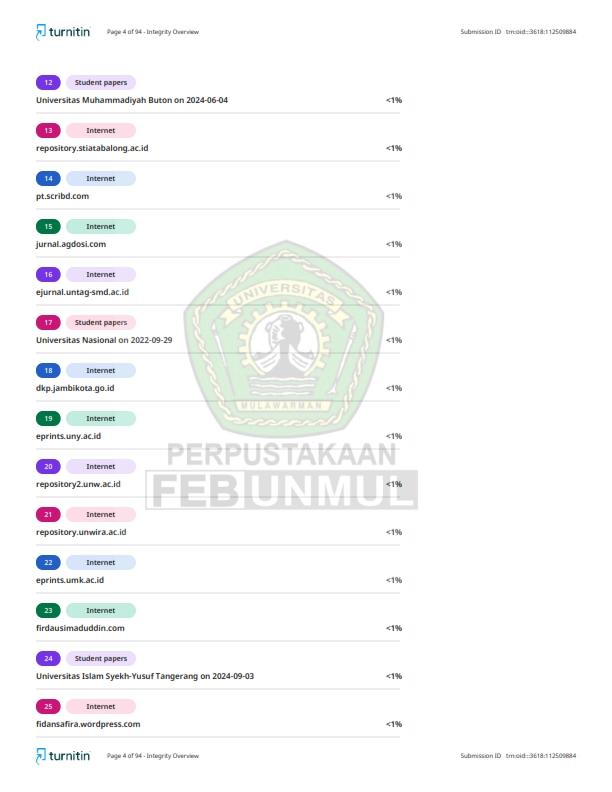 turnitin Page 4 of 94 - Integrity Overview Submission ID trn:oid:::3618:112509884
12 Student papers
Universitas Muhammadiyah Buton on 2024-06-04 <1%
13 Internet
repository.stiatabalong.ac.id <1%
14 Internet
pt.scribd.com <1%
15 Internet
jurnal.agdosi.com <1%
16 Internet
ejurnal.untag-smd.ac.id <1%
17 Student papers
Universitas Nasional on 2022-09-29 <1%
18 Internet
dkp.jambikota.go.id <1%
19 Internet
eprints.uny.ac.id <1%
20 Internet
repository2.unw.ac.id <1%
21 Internet
repository.unwira.ac.id <1%
22 Internet
eprints.umk.ac.id <1%
23 Internet
firdausimaduddin.com <1%
24 Student papers
Universitas Islam Syekh-Yusuf Tangerang on 2024-09-03 <1%
25 Internet
fidansafira.wordpress.com <1%
UNIVERSITAS
MULAWARMAN
PERPUSTAKAAN
FEB UNMUL
turnitin Page 4 of 94 - Integrity Overview Submission ID trn:oid:::3618:112509884